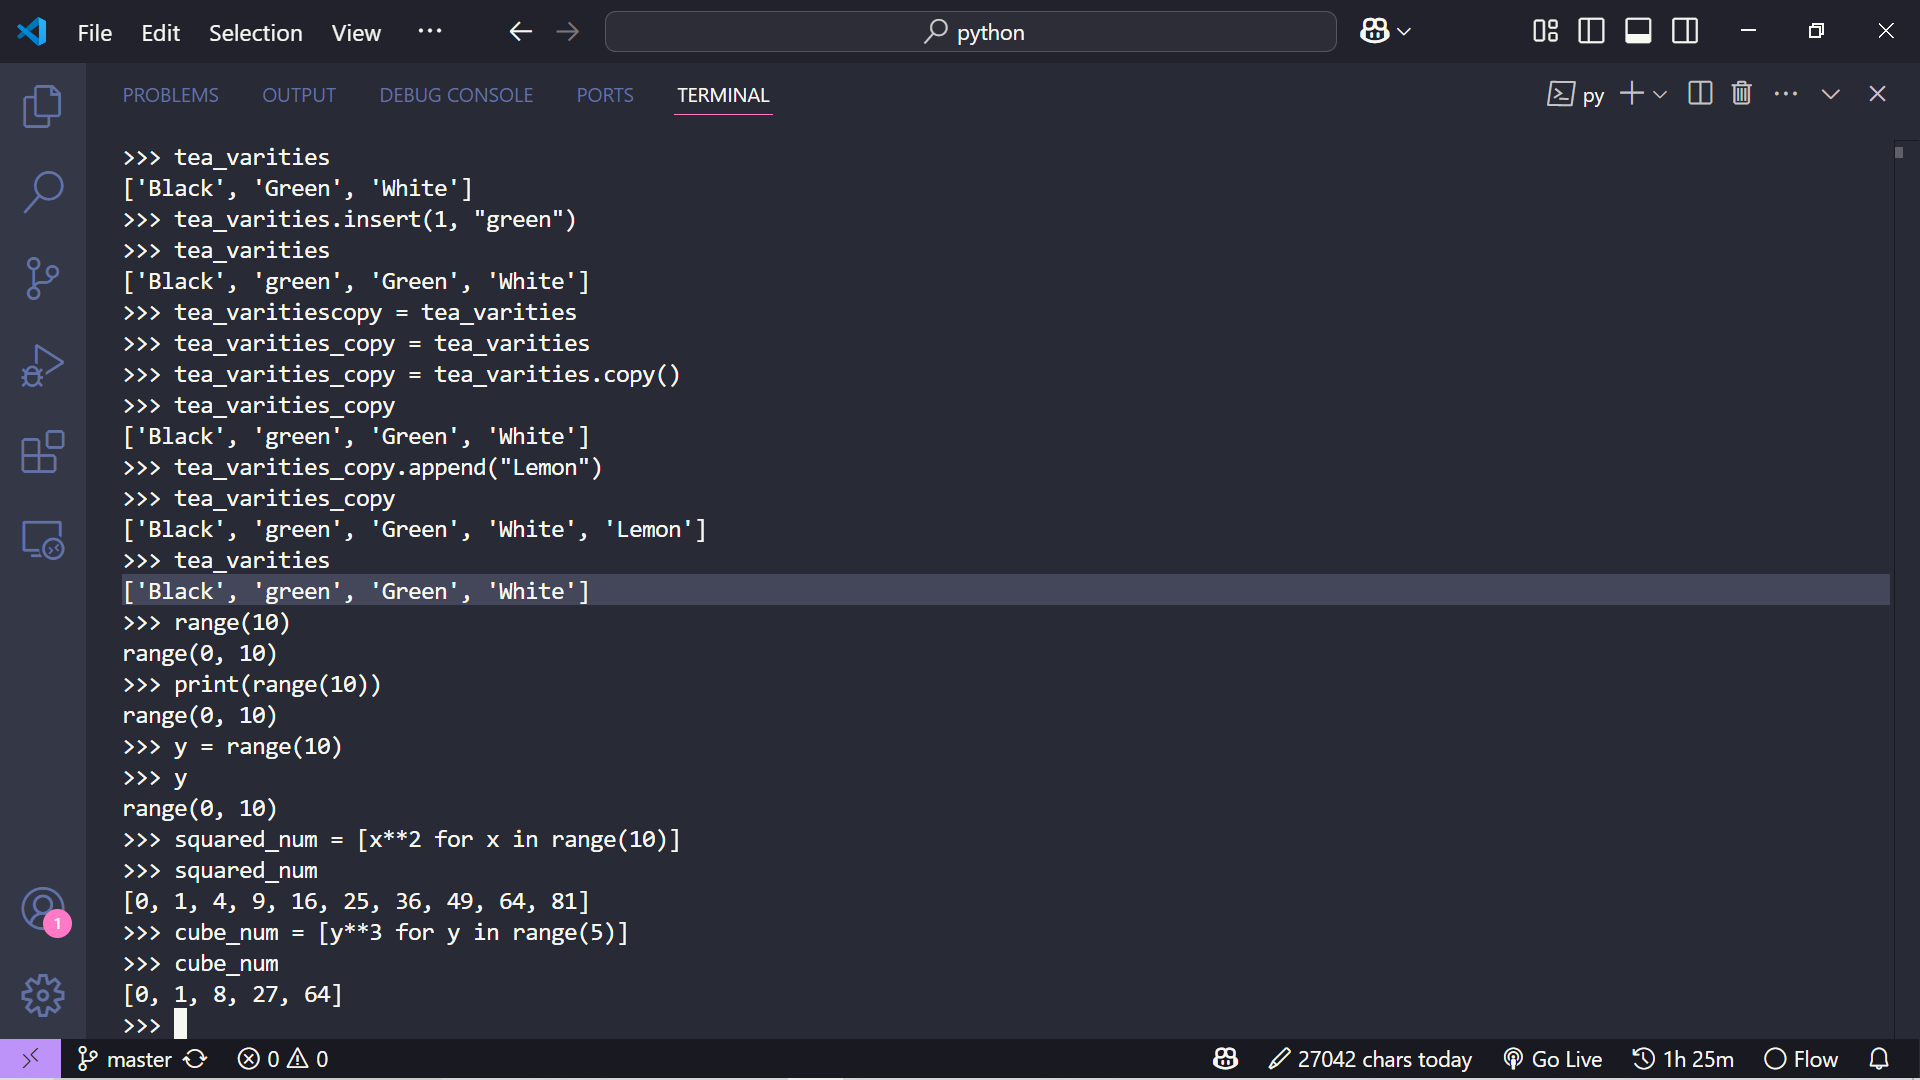 File Edit Selection View ··· python
PROBLEMS OUTPUT DEBUG CONSOLE PORTS TERMINAL py
>>> tea_varities
['Black', 'Green', 'White']
>>> tea_varities.insert(1, "green")
>>> tea_varities
['Black', 'green', 'Green', 'White']
>>> tea_varitiescopy = tea_varities
>>> tea_varities_copy = tea_varities
>>> tea_varities_copy = tea_varities.copy()
>>> tea_varities_copy
['Black', 'green', 'Green', 'White']
>>> tea_varities_copy.append("Lemon")
>>> tea_varities_copy
['Black', 'green', 'Green', 'White', 'Lemon']
>>> tea_varities
['Black', 'green', 'Green', 'White']
>>> range(10)
range(0, 10)
>>> print(range(10))
range(0, 10)
>>> y = range(10)
>>> y
range(0, 10)
>>> squared_num = [x**2 for x in range(10)]
>>> squared_num
[0, 1, 4, 9, 16, 25, 36, 49, 64, 81]
>>> cube_num = [y**3 for y in range(5)]
>>> cube_num
[0, 1, 8, 27, 64]
>>>
1
master 0 0 27042 chars today Go Live 1h 25m Flow